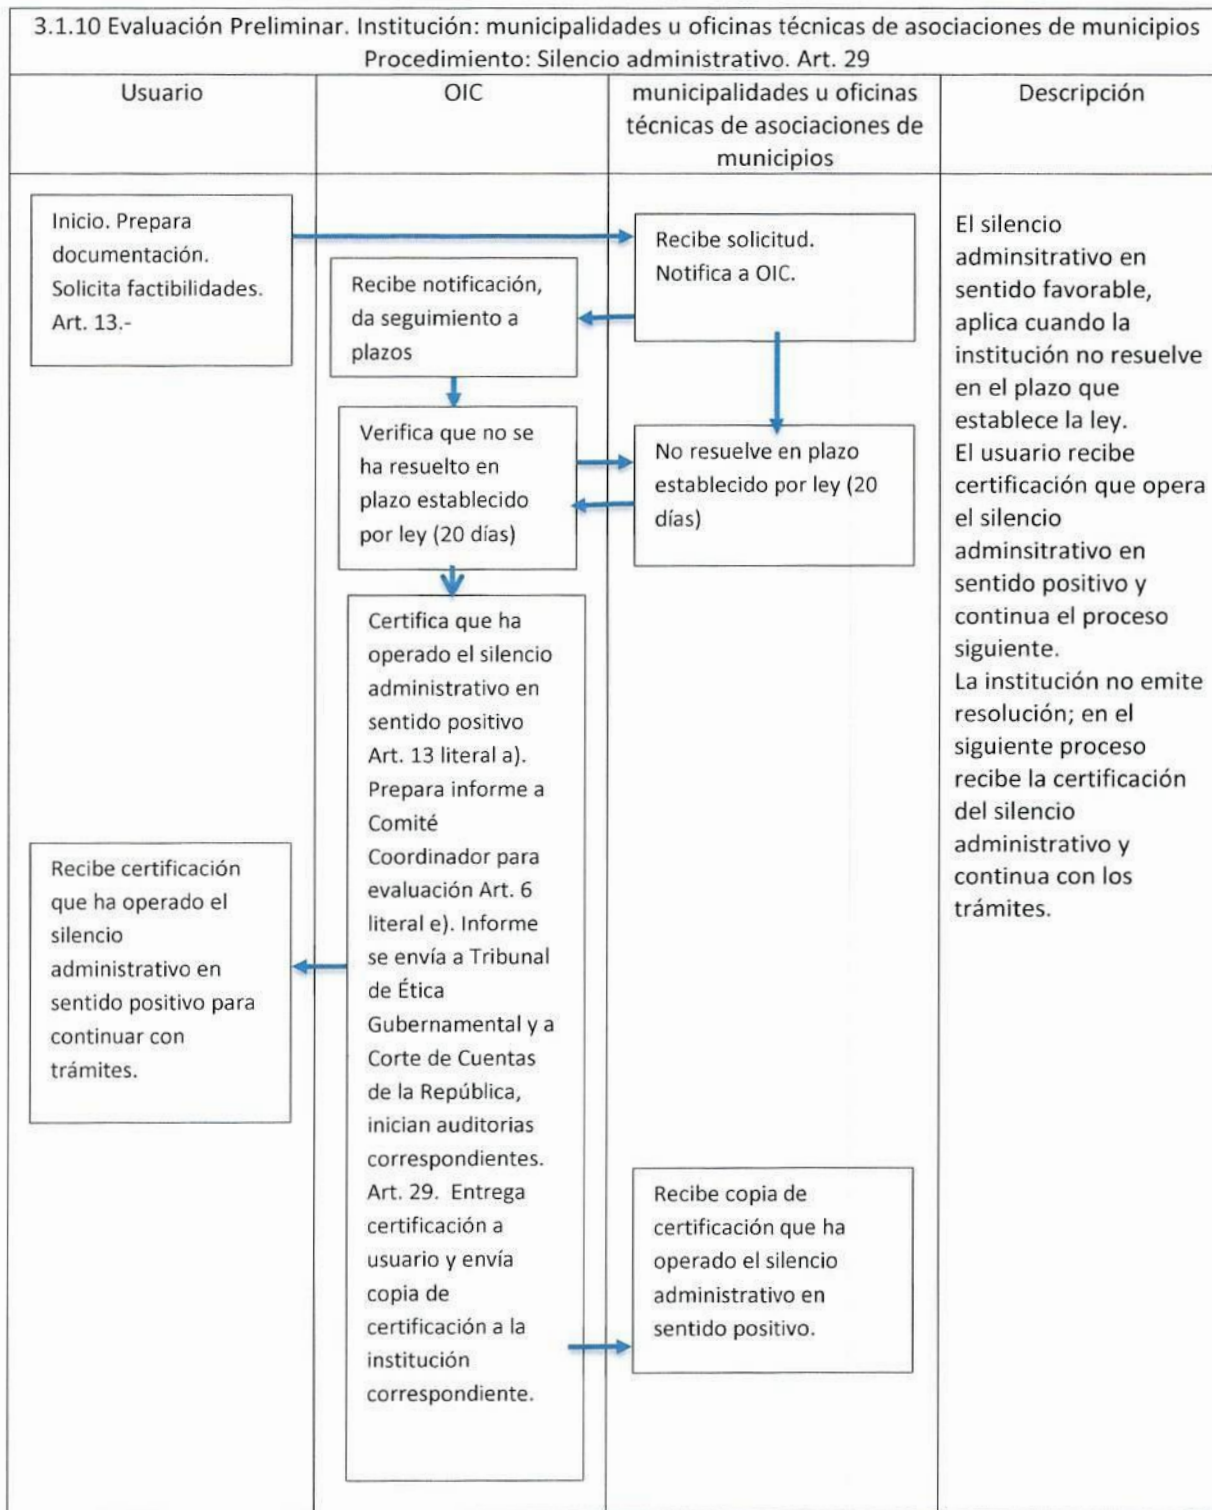 3.1.10 Evaluación Preliminar. Institución: municipalidades u oficinas técnicas de asociaciones de municipios
Procedimiento: Silencio administrativo. Art. 29
Usuario
OIC
municipalidades u oficinas
técnicas de asociaciones de
municipios
Descripción
Inicio. Prepara
documentación.
Solicita factibilidades.
Art. 13.-
Recibe solicitud.
Notifica a OIC.
Recibe notificación,
da seguimiento a
plazos
Verifica que no se
ha resuelto en
plazo establecido
por ley (20 días)
No resuelve en plazo
establecido por ley (20
días)
Certifica que ha
operado el silencio
administrativo en
sentido positivo
Art. 13 literal a).
Prepara informe a
Comité
Coordinador para
evaluación Art. 6
literal e). Informe
se envía a Tribunal
de Ética
Gubernamental y a
Corte de Cuentas
de la República,
inician auditorias
correspondientes.
Art. 29. Entrega
certificación a
usuario y envía
copia de
certificación a la
institución
correspondiente.
Recibe certificación
que ha operado el
silencio
administrativo en
sentido positivo para
continuar con
trámites.
Recibe copia de
certificación que ha
operado el silencio
administrativo en
sentido positivo.
El silencio
adminsitrativo en
sentido favorable,
aplica cuando la
institución no resuelve
en el plazo que
establece la ley.
El usuario recibe
certificación que opera
el silencio
adminsitrativo en
sentido positivo y
continua el proceso
siguiente.
La institución no emite
resolución; en el
siguiente proceso
recibe la certificación
del silencio
administrativo y
continua con los
trámites.